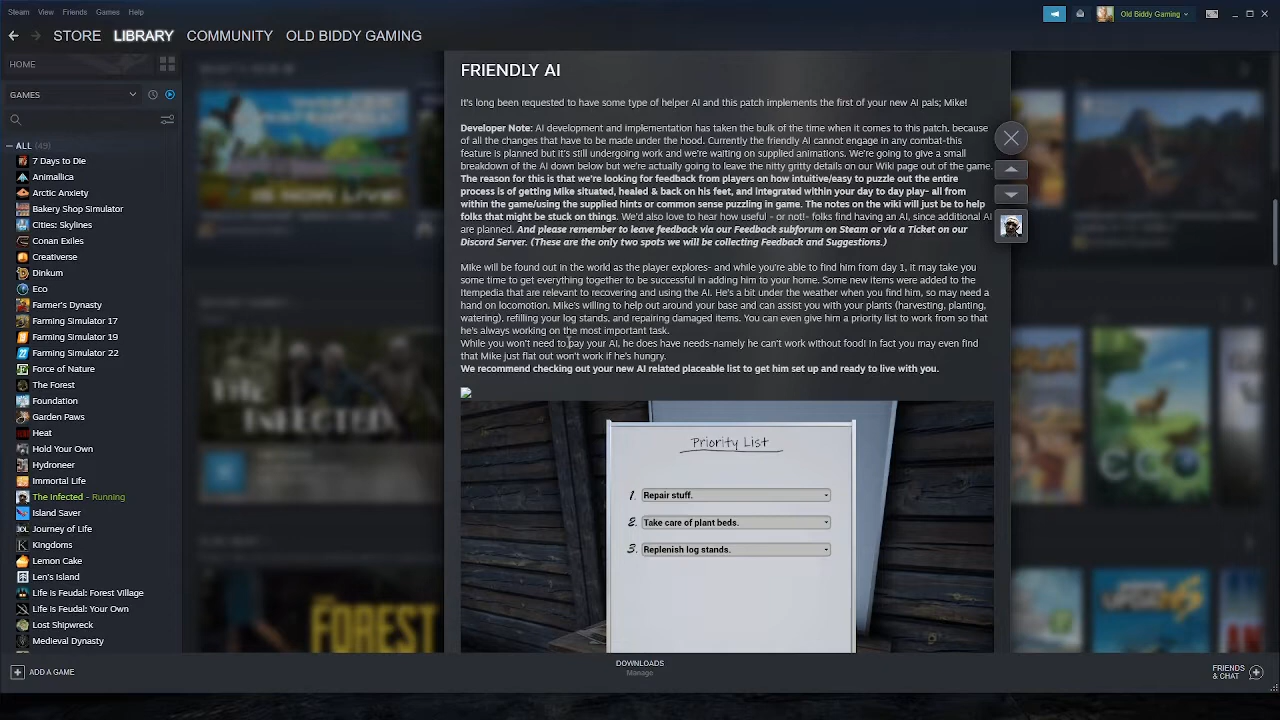 Steam View Friends Games Help
Old Biddy Gaming
STORE LIBRARY COMMUNITY OLD BIDDY GAMING
HOME
GAMES
ALL (49)
7 Days to Die
Animallica
Arctic Anxiety
Bakery Shop Simulator
Cities: Skylines
Conan Exiles
Creativerse
Dinkum
Eco
Farmer's Dynasty
Farming Simulator 17
Farming Simulator 19
Farming Simulator 22
Force of Nature
The Forest
Foundation
Garden Paws
Heat
Hold Your Own
Hydroneer
Immortal Life
The Infected - Running
Island Saver
Journey of Life
Kingdoms
Lemon Cake
Len's Island
Life is Feudal: Forest Village
Life is Feudal: Your Own
Lost Shipwreck
Medieval Dynasty
FRIENDLY AI
It's long been requested to have some type of helper AI and this patch implements the first of your new AI pals; Mike!
Developer Note: AI development and implementation has taken the bulk of the time when it comes to this patch, because
of all the changes that have to be made under the hood. Currently the friendly AI cannot engage in any combat-this
feature is planned but it's still undergoing work and we're waiting on supplied animations. We're going to give a small
breakdown of the AI down below but we're actually going to leave the nitty gritty details on our Wiki page out of the game.
The reason for this is that we're looking for feedback from players on how intuitive/easy to puzzle out the entire
process is of getting Mike situated, healed & back on his feet, and integrated within your day to day play- all from
within the game/using the supplied hints or common sense puzzling in game. The notes on the wiki will just be to help
folks that might be stuck on things. We'd also love to hear how useful - or not!- folks find having an AI, since additional AI
are planned. And please remember to leave feedback via our Feedback subforum on Steam or via a Ticket on our
Discord Server. (These are the only two spots we will be collecting Feedback and Suggestions.)
Mike will be found out in the world as the player explores- and while you're able to find him from day 1, it may take you
some time to get everything together to be successful in adding him to your home. Some new items were added to the
Itempedia that are relevant to recovering and using the AI. He's a bit under the weather when you find him, so may need a
hand on locomotion. Mike's willing to help out around your base and can assist you with your plants (harvesting, planting,
watering), refilling your log stands, and repairing damaged items. You can even give him a priority list to work from so that
he's always working on the most important task.
While you won't need to pay your AI, he does have needs-namely he can't work without food! In fact you may even find
that Mike just flat out won't work if he's hungry.
We recommend checking out your new AI related placeable list to get him set up and ready to live with you.
Priority List
1. Repair stuff.
2. Take care of plant beds.
3. Replenish log stands.
IS NOW LIVE!
THE
INFECTED
FOREST
eco
ADD A GAME
DOWNLOADS
Manage
FRIENDS
& CHAT